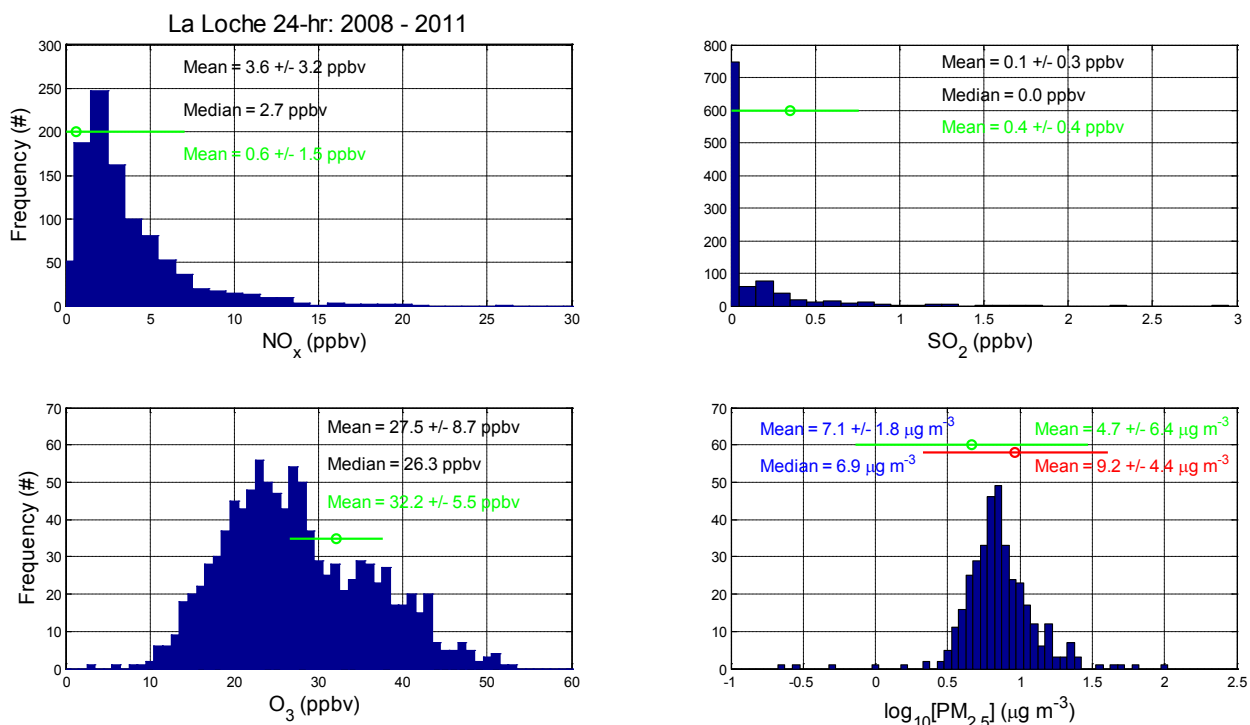 La Loche 24-hr: 2008 - 2011
300
250
200
150
100
50
0
Frequency (#)
Mean = 3.6 +/- 3.2 ppbv
Median = 2.7 ppbv
Mean = 0.6 +/- 1.5 ppbv
0 5 10 15 20 25 30
NOx (ppbv)
800
700
600
500
400
300
200
100
0
Mean = 0.1 +/- 0.3 ppbv
Median = 0.0 ppbv
Mean = 0.4 +/- 0.4 ppbv
0 0.5 1 1.5 2 2.5 3
SO2 (ppbv)
70
60
50
40
30
20
10
0
Frequency (#)
Mean = 27.5 +/- 8.7 ppbv
Median = 26.3 ppbv
Mean = 32.2 +/- 5.5 ppbv
0 10 20 30 40 50 60
O3 (ppbv)
70
60
50
40
30
20
10
0
Mean = 7.1 +/- 1.8 μg m-3
Mean = 4.7 +/- 6.4 μg m-3
Median = 6.9 μg m-3
Mean = 9.2 +/- 4.4 μg m-3
-1 -0.5 0 0.5 1 1.5 2 2.5
log10[PM2.5] (μg m-3)